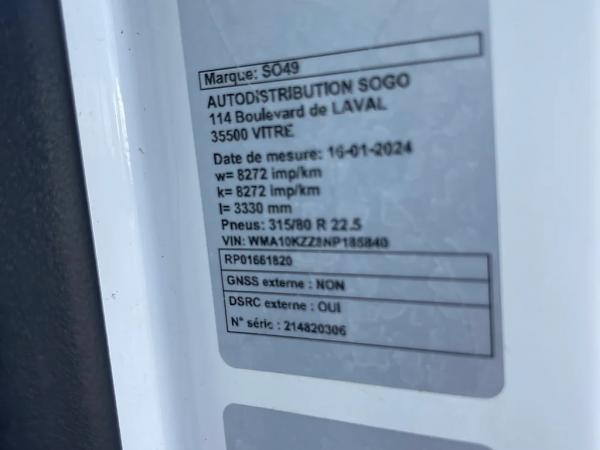 Marque: SO49
AUTODISTRIBUTION SOGO
114 Boulevard de LAVAL
35500 VITRE
Date de mesure: 16-01-2024
w= 8272 imp/km
k= 8272 imp/km
l= 3330 mm
Pneus: 315/80 R 22.5
VIN: WMA10KZZ8NP185840
RP01661820
GNSS externe : NON
DSRC externe : OUI
N° série : 214820306